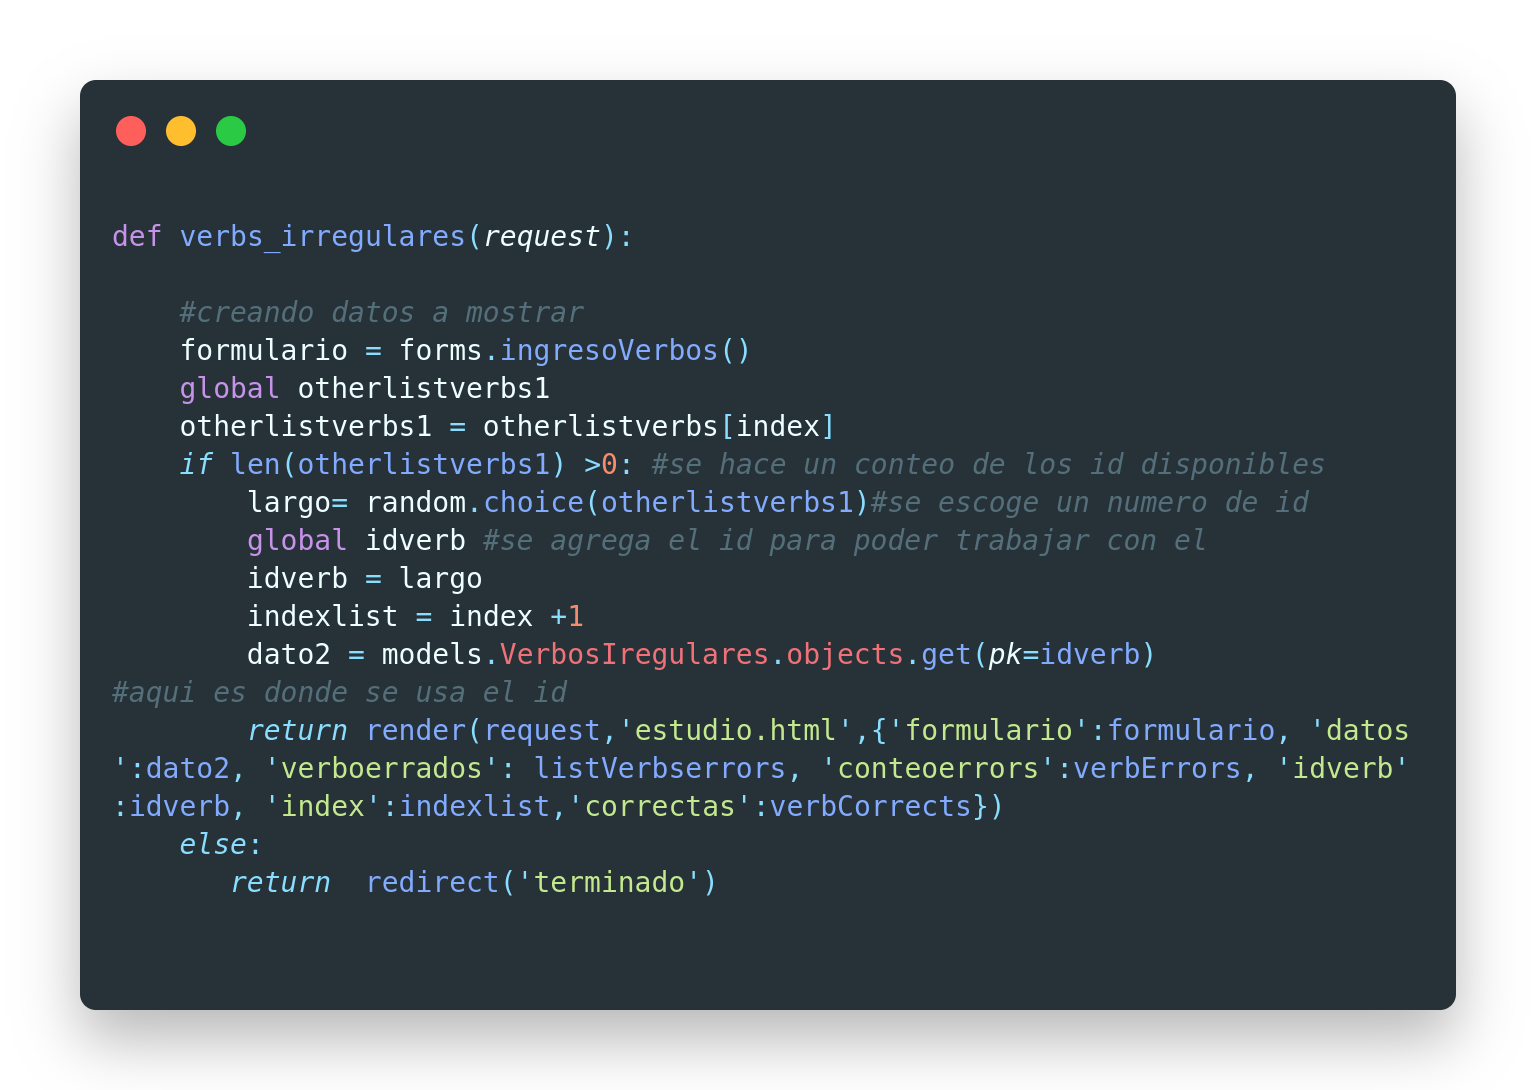 def verbs_irregulares(request):

    #creando datos a mostrar
    formulario = forms.ingresoVerbos()
    global otherlistverbs1
    otherlistverbs1 = otherlistverbs[index]
    if len(otherlistverbs1) >0: #se hace un conteo de los id disponibles
        largo= random.choice(otherlistverbs1)#se escoge un numero de id
        global idverb #se agrega el id para poder trabajar con el
        idverb = largo
        indexlist = index +1
        dato2 = models.VerbosIregulares.objects.get(pk=idverb)
#aqui es donde se usa el id
        return render(request,'estudio.html',{'formulario':formulario, 'datos
':dato2, 'verboerrados': listVerbserrors, 'conteoerrors':verbErrors, 'idverb'
:idverb, 'index':indexlist,'correctas':verbCorrects})
    else:
       return  redirect('terminado')